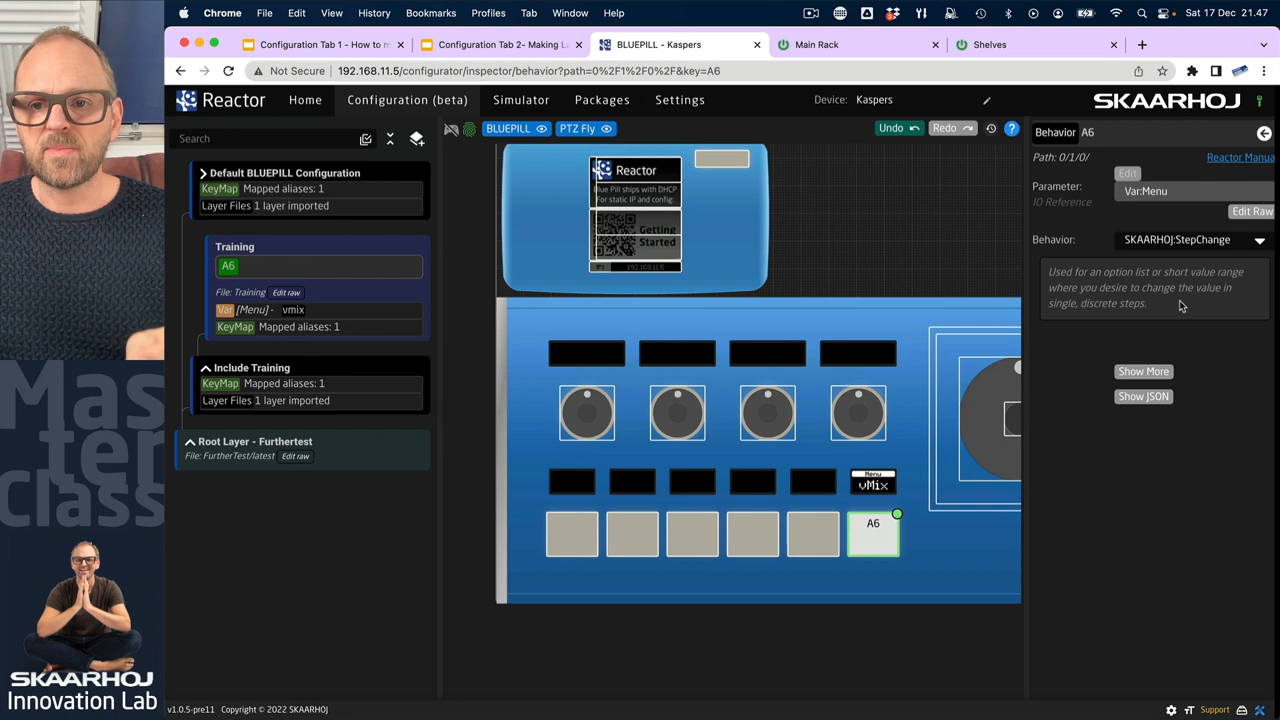 Chrome File Edit View History Bookmarks Profiles Tab Window Help Sat 17 Dec 21.47
Configuration Tab 1 - How to m
Configuration Tab 2- Making L
BLUEPILL - Kaspers
Main Rack
Shelves
Not Secure 192.168.11.5/configurator/inspector/behavior?path=0%2F1%2F0%2F&key=A6
Reactor Home Configuration (beta) Simulator Packages Settings Device: Kaspers SKAARHOJ
Search
BLUEPILL PTZ Fly Undo Redo
Behavior A6
Path: 0/1/0/ Reactor Manua
Edit
Parameter: Var:Menu
IO Reference
Edit Raw
Behavior: SKAARHOJ:StepChange
Used for an option list or short value range
where you desire to change the value in
single, discrete steps.
Show More
Show JSON
Default BLUEPILL Configuration
KeyMap Mapped aliases: 1
Layer Files 1 layer imported
Training
A6
File: Training Edit raw
Var [Menu] - vmix
KeyMap Mapped aliases: 1
Include Training
KeyMap Mapped aliases: 1
Layer Files 1 layer imported
Root Layer - Furthertest
File: FurtherTest/latest Edit raw
Reactor
Blue Pill ships with DHCP
For static IP and config:
Getting
Started
192.168.11.5
Menu
vMix
A6
Mas
ter
Class
SKAARHOJ
Innovation Lab
v1.0.5-pre11 Copyright © 2022 SKAARHOJ
Support